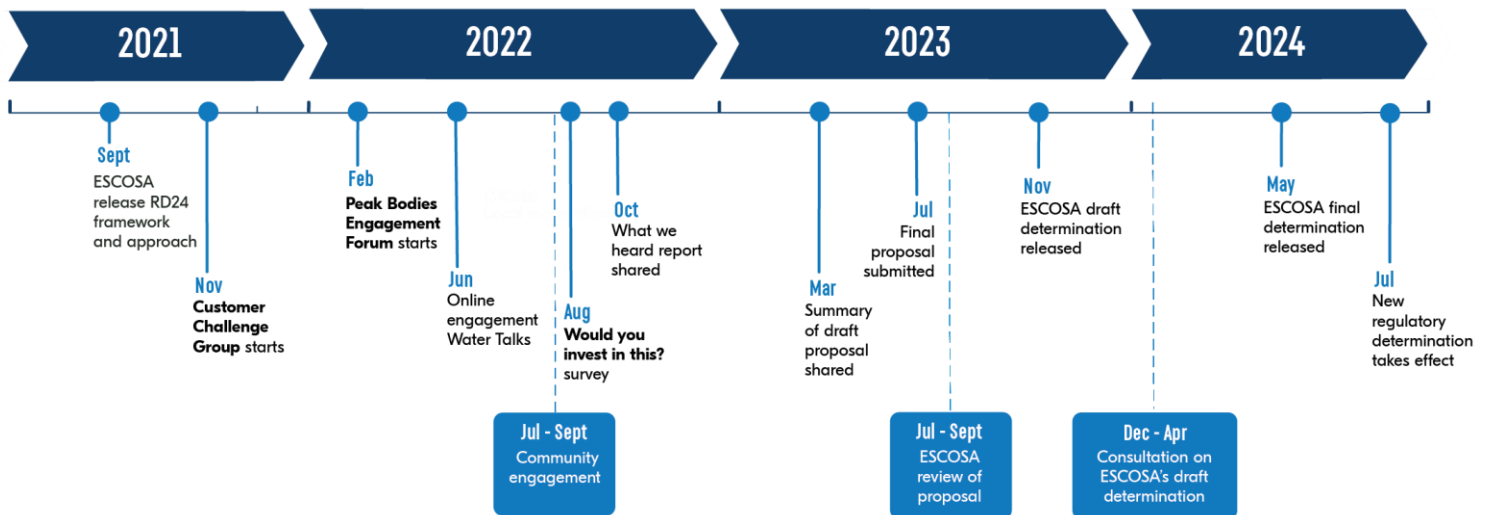 2021
2022
2023
2024
Sept
ESCOSA
release RD24
framework
and approach
Nov
Customer
Challenge
Group starts
Feb
Peak Bodies
Engagement
Forum starts
Jun
Online
engagement
Water Talks
Jul - Sept
Community
engagement
Aug
Would you
invest in this?
survey
Oct
What we
heard report
shared
Mar
Summary
of draft
proposal
shared
Jul
Final
proposal
submitted
Jul - Sept
ESCOSA
review of
proposal
Nov
ESCOSA draft
determination
released
Dec - Apr
Consultation on
ESCOSA's draft
determination
May
ESCOSA final
determination
released
Jul
New
regulatory
determination
takes effect